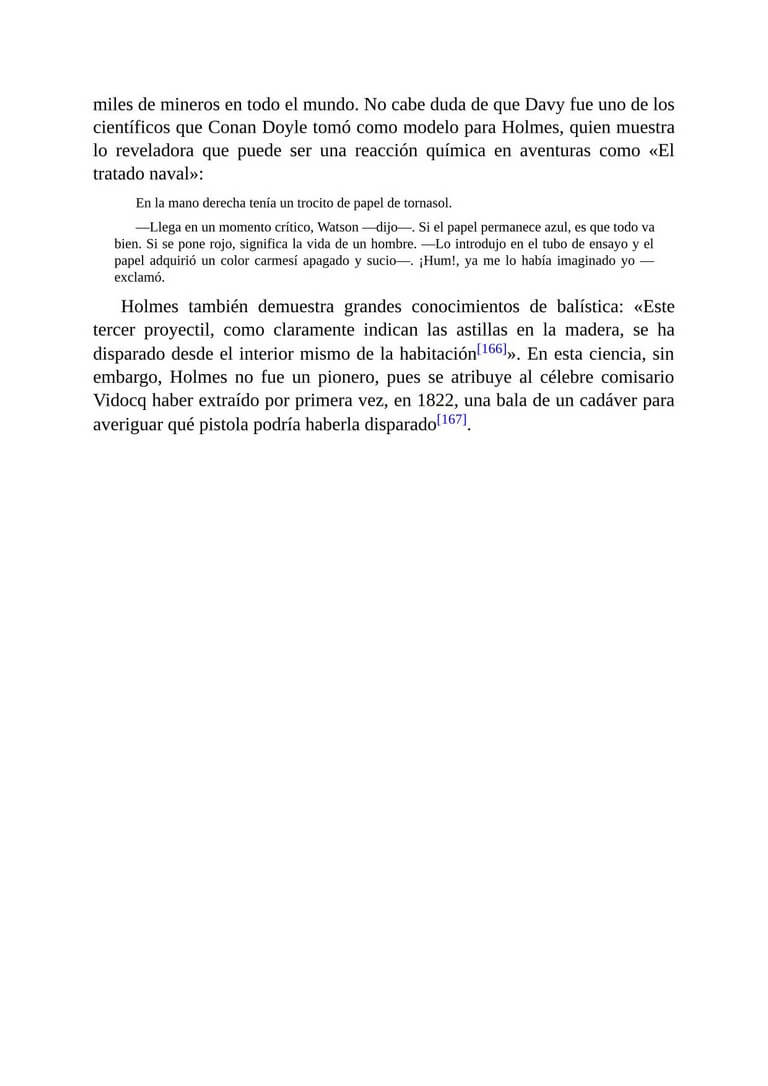 miles de mineros en todo el mundo. No cabe duda de que Davy fue uno de los
científicos que Conan Doyle tomó como modelo para Holmes, quien muestra
lo reveladora que puede ser una reacción química en aventuras como «El
tratado naval»:
En la mano derecha tenía un trocito de papel de tornasol.
—Llega en un momento crítico, Watson —dijo—. Si el papel permanece azul, es que todo va
bien. Si se pone rojo, significa la vida de un hombre. —Lo introdujo en el tubo de ensayo y el
papel adquirió un color carmesí apagado y sucio—. ¡Hum!, ya me lo había imaginado yo —
exclamó.
Holmes también demuestra grandes conocimientos de balística: «Este
tercer proyectil, como claramente indican las astillas en la madera, se ha
disparado desde el interior mismo de la habitación[166]». En esta ciencia, sin
embargo, Holmes no fue un pionero, pues se atribuye al célebre comisario
Vidocq haber extraído por primera vez, en 1822, una bala de un cadáver para
averiguar qué pistola podría haberla disparado[167].